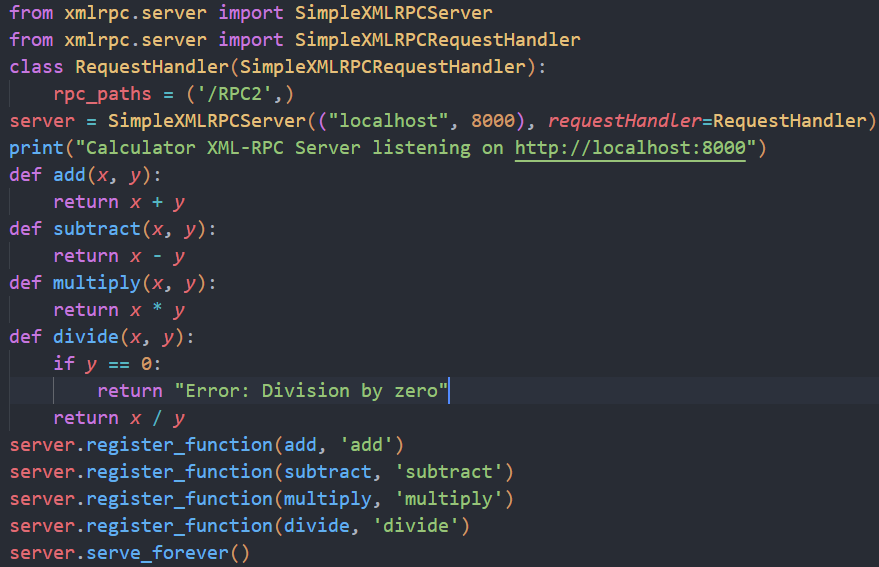 from xmlrpc.server import SimpleXMLRPCServer
from xmlrpc.server import SimpleXMLRPCRequestHandler
class RequestHandler(SimpleXMLRPCRequestHandler):
    rpc_paths = ('/RPC2',)
server = SimpleXMLRPCServer(("localhost", 8000), requestHandler=RequestHandler)
print("Calculator XML-RPC Server listening on http://localhost:8000")
def add(x, y):
    return x + y
def subtract(x, y):
    return x - y
def multiply(x, y):
    return x * y
def divide(x, y):
    if y == 0:
        return "Error: Division by zero"
    return x / y
server.register_function(add, 'add')
server.register_function(subtract, 'subtract')
server.register_function(multiply, 'multiply')
server.register_function(divide, 'divide')
server.serve_forever()